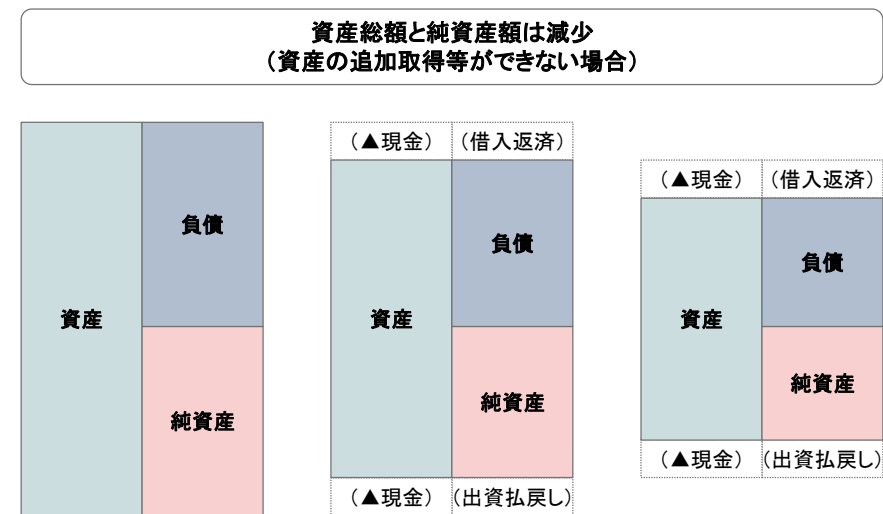 資産総額と純資産額は減少
（資産の追加取得等ができない場合）
資産
負債
純資産
（▲現金）
（借入返済）
資産
負債
純資産
（▲現金）
（出資払戻し）
（▲現金）
（借入返済）
資産
負債
純資産
（▲現金）
（出資払戻し）